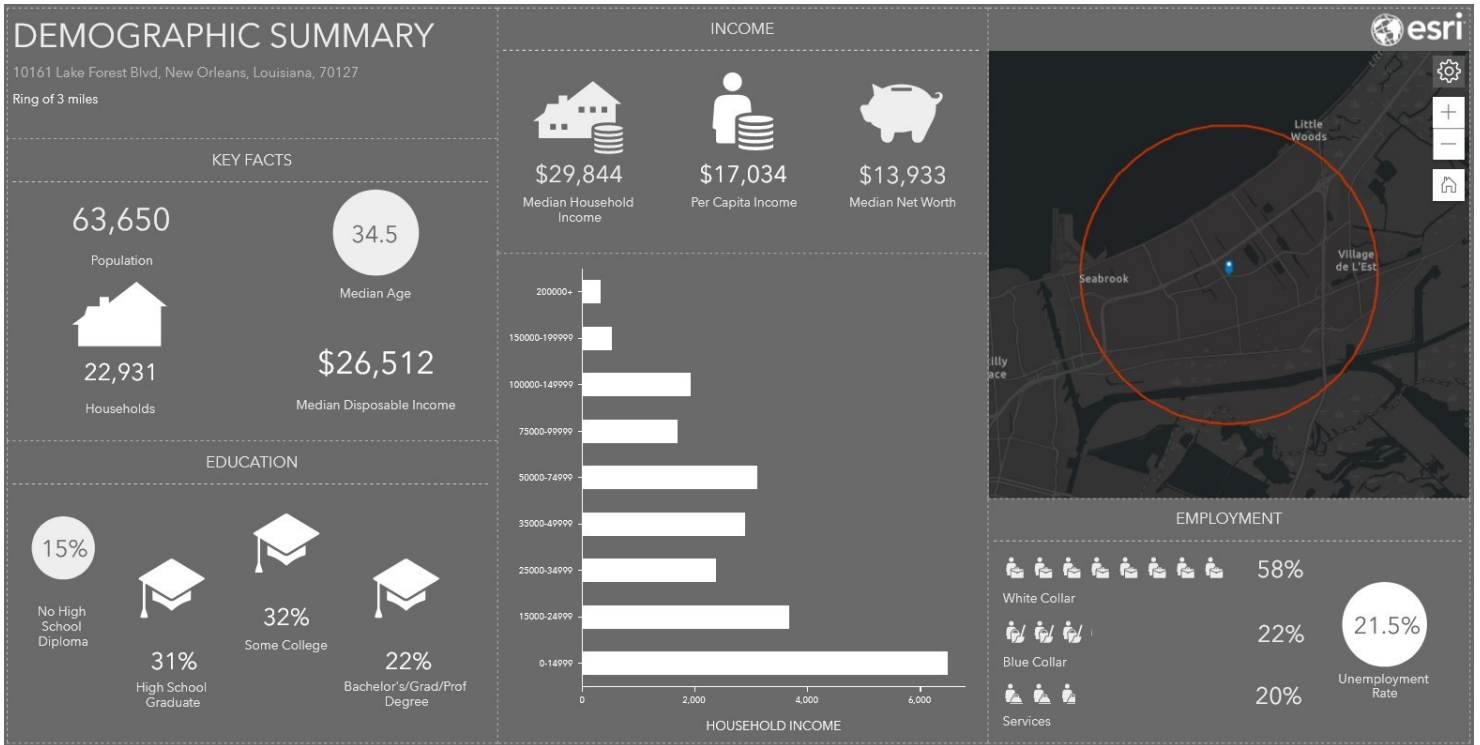 DEMOGRAPHIC SUMMARY
10161 Lake Forest Blvd, New Orleans, Louisiana, 70127
Ring of 3 miles
KEY FACTS
63,650
Population
34.5
Median Age
22,931
Households
$26,512
Median Disposable Income
EDUCATION
15%
No High
School
Diploma
31%
High School
Graduate
32%
Some College
22%
Bachelor's/Grad/Prof
Degree
INCOME
$29,844
Median Household
Income
$17,034
Per Capita Income
$13,933
Median Net Worth
200000+
150000-199999
100000-149999
75000-99999
50000-74999
35000-49999
25000-34999
15000-24999
0-14999
0 2,000 4,000 6,000
HOUSEHOLD INCOME
esri
Little
Woods
Village
de L'Est
Seabrook
EMPLOYMENT
58%
White Collar
22%
Blue Collar
20%
Services
21.5%
Unemployment
Rate